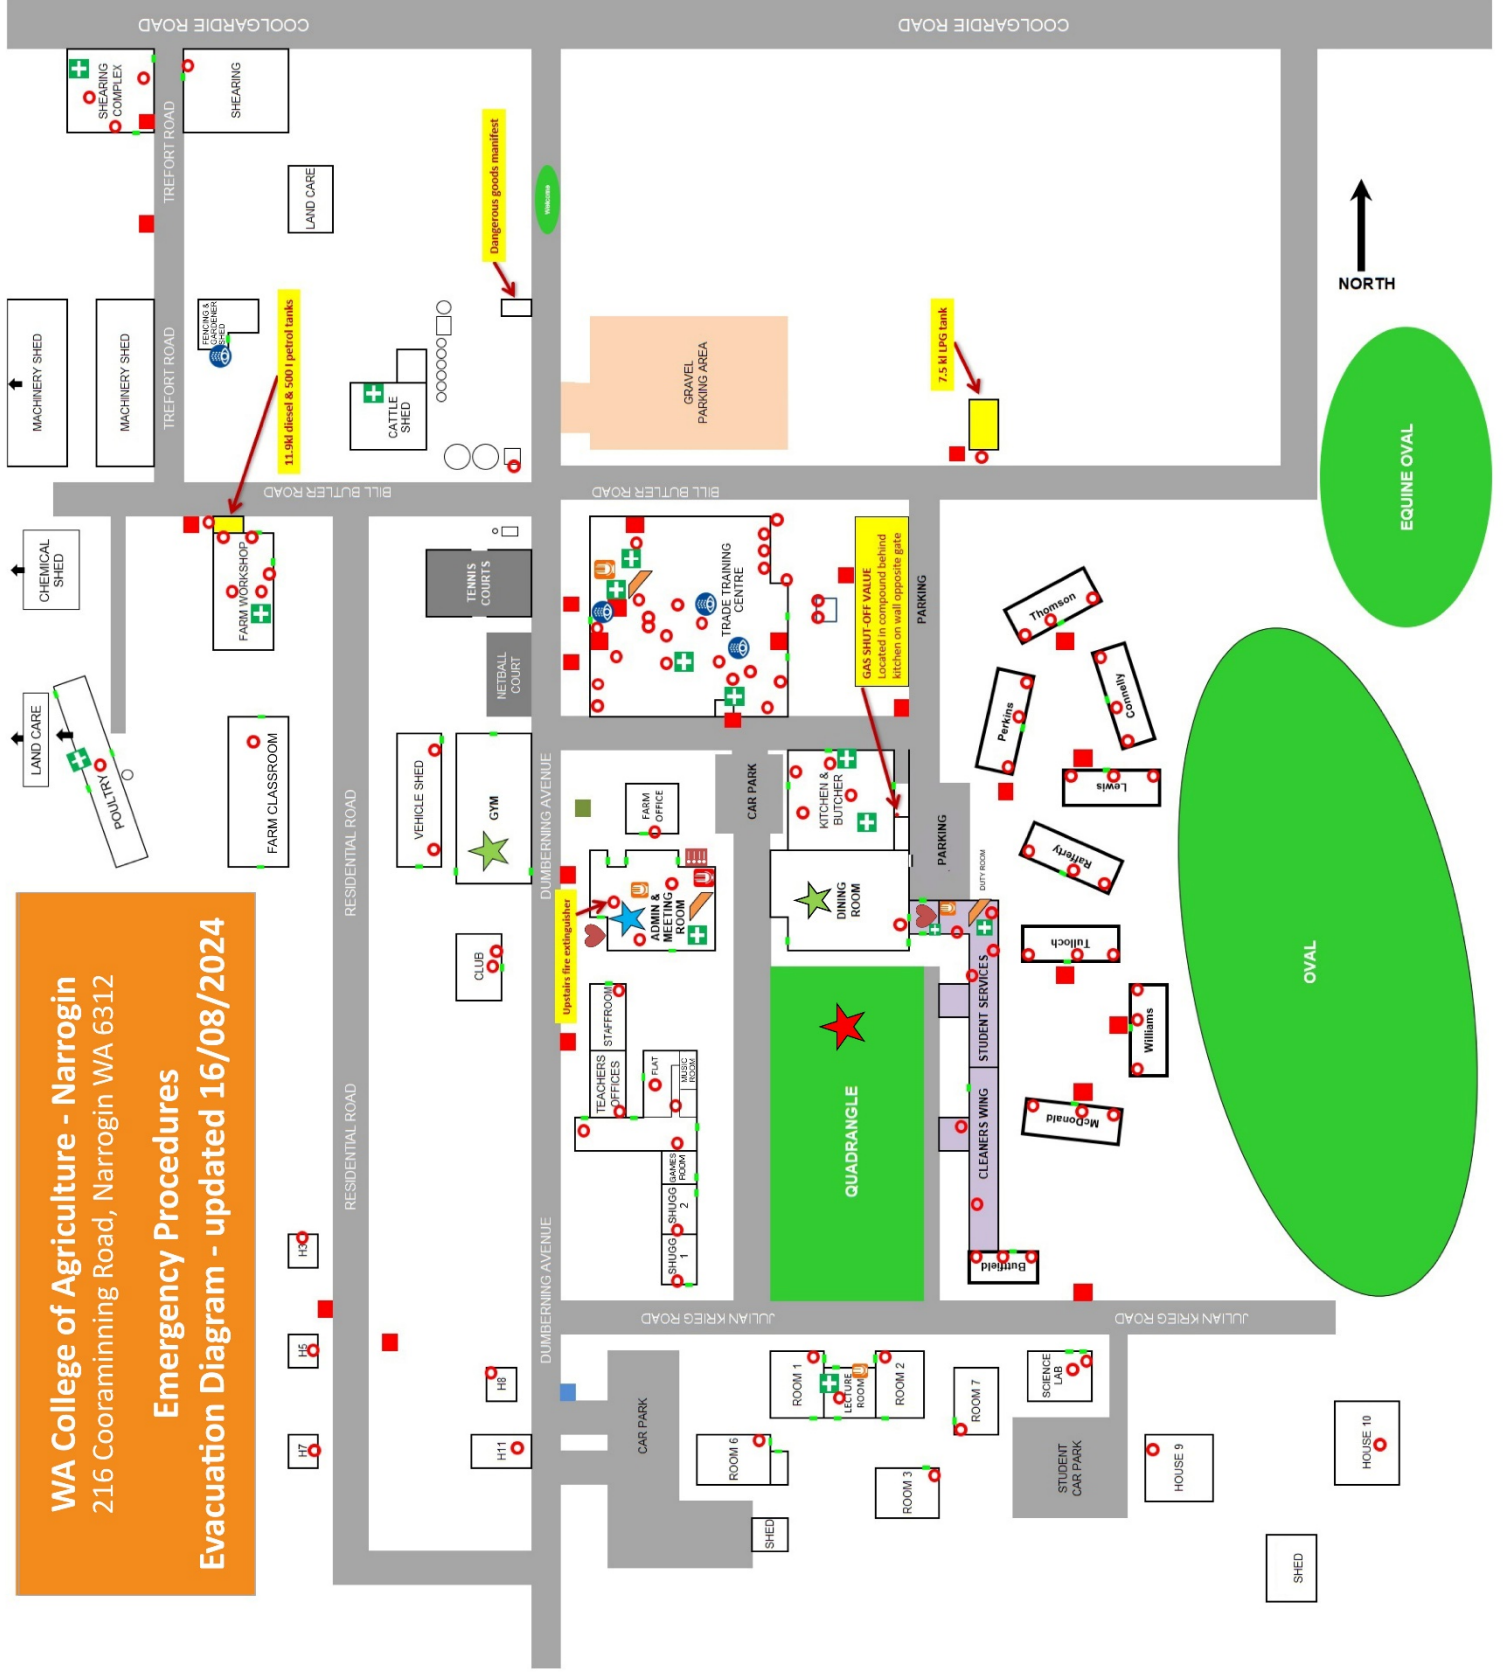 COOLGARDIE ROAD
COOLGARDIE ROAD
SHEARING
COMPLEX
SHEARING
TREFORT ROAD
LAND CARE
Dangerous goods manifest
Welcome
NORTH
MACHINERY SHED
MACHINERY SHED
TREFORT ROAD
FENCING &
GARDENER
SHED
11.9kl diesel & 500 l petrol tanks
CATTLE
SHED
GRAVEL
PARKING AREA
7.5 kl LPG tank
EQUINE OVAL
BILL BUTLER ROAD
BILL BUTLER ROAD
CHEMICAL
SHED
FARM WORKSHOP
TENNIS
COURTS
TRADE TRAINING
CENTRE
GAS SHUT-OFF VALUE
Located in compound behind
kitchen on wall opposite gate
PARKING
Thomson
Connelly
Perkins
Lewis
Rafferty
LAND CARE
POULTRY
FARM CLASSROOM
RESIDENTIAL ROAD
VEHICLE SHED
GYM
NETBALL
COURT
DUMBERNING AVENUE
FARM
OFFICE
CAR PARK
KITCHEN &
BUTCHER
PARKING
DUTY ROOM
Upstairs fire extinguisher
ADMIN &
MEETING
ROOM
DINING
ROOM
Tulloch
OVAL
WA College of Agriculture - Narrogin
216 Cooraminning Road, Narrogin WA 6312
Emergency Procedures
Evacuation Diagram - updated 16/08/2024
CLUB
STAFFROOM
TEACHERS
OFFICES
FLAT
MUSIC
ROOM
GAMES
ROOM
SHUGG
2
SHUGG
1
QUADRANGLE
STUDENT SERVICES
CLEANERS WING
Williams
McDonald
Buttfield
RESIDENTIAL ROAD
DUMBERNING AVENUE
JULIAN KRIEG ROAD
JULIAN KRIEG ROAD
H3
H5
H7
H8
H11
CAR PARK
ROOM 1
LECTURE
ROOM
ROOM 2
ROOM 7
SCIENCE
LAB
ROOM 6
ROOM 3
STUDENT
CAR PARK
HOUSE 9
HOUSE 10
SHED
SHED
TREFORT ROAD